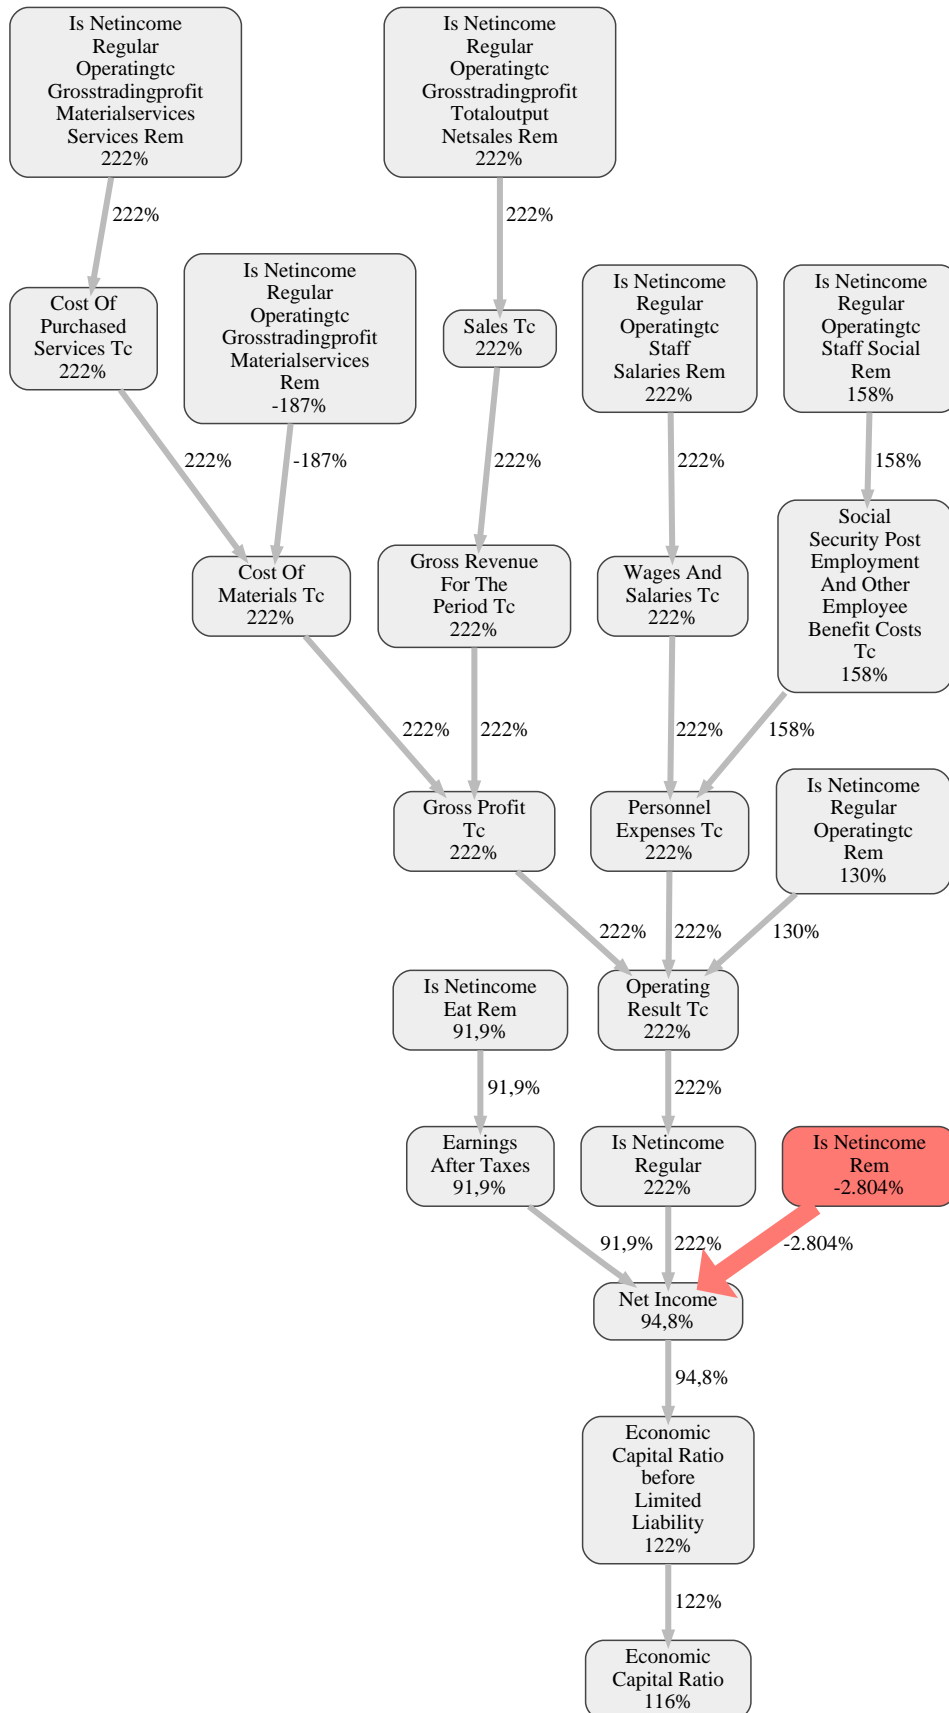 Is Netincome
Regular
Operatingtc
Grosstradingprofit
Materialservices
Services Rem
222%
Is Netincome
Regular
Operatingtc
Grosstradingprofit
Totaloutput
Netsales Rem
222%
222%
222%
Cost Of
Purchased
Services Tc
222%
Is Netincome
Regular
Operatingtc
Grosstradingprofit
Materialservices
Rem
-187%
Sales Tc
222%
Is Netincome
Regular
Operatingtc
Staff
Salaries Rem
222%
Is Netincome
Regular
Operatingtc
Staff Social
Rem
158%
222%
-187%
222%
222%
158%
Cost Of
Materials Tc
222%
Gross Revenue
For The
Period Tc
222%
Wages And
Salaries Tc
222%
Social
Security Post
Employment
And Other
Employee
Benefit Costs
Tc
158%
222%
222%
222%
158%
Gross Profit
Tc
222%
Personnel
Expenses Tc
222%
Is Netincome
Regular
Operatingtc
Rem
130%
222%
222%
130%
Is Netincome
Eat Rem
91,9%
Operating
Result Tc
222%
91,9%
222%
Earnings
After Taxes
91,9%
Is Netincome
Regular
222%
Is Netincome
Rem
-2.804%
91,9%
222%
-2.804%
Net Income
94,8%
94,8%
Economic
Capital Ratio
before
Limited
Liability
122%
122%
Economic
Capital Ratio
116%